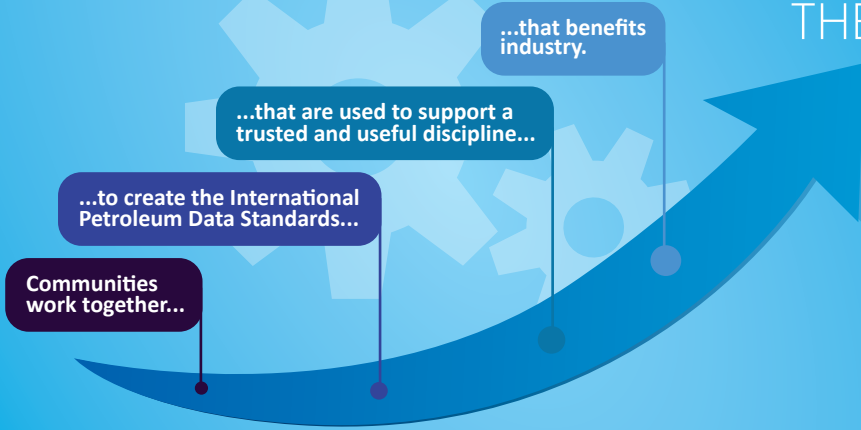 THE
...that benefits
industry.
...that are used to support a
trusted and useful discipline...
...to create the International
Petroleum Data Standards...
Communities
work together...